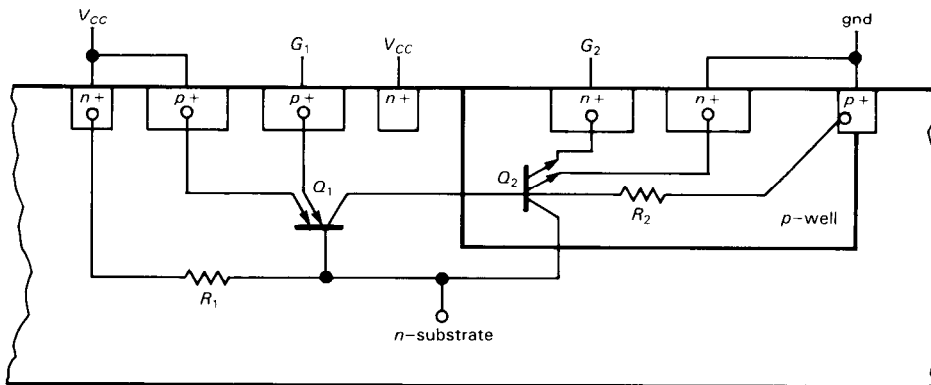 V_CC
G_1
V_CC
G_2
gnd
n+
p+
p+
n+
n+
n+
p+
Q_1
Q_2
R_2
p-well
R_1
n-substrate